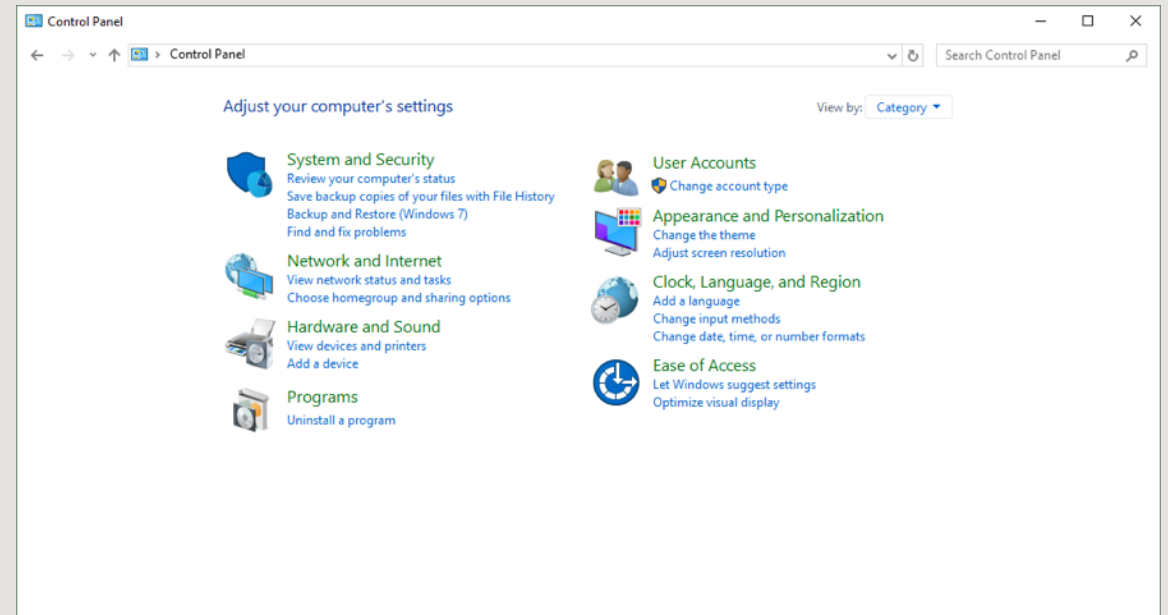 Control Panel
Control Panel
Search Control Panel
Adjust your computer's settings
View by: Category
System and Security
Review your computer's status
Save backup copies of your files with File History
Backup and Restore (Windows 7)
Find and fix problems
Network and Internet
View network status and tasks
Choose homegroup and sharing options
Hardware and Sound
View devices and printers
Add a device
Programs
Uninstall a program
User Accounts
Change account type
Appearance and Personalization
Change the theme
Adjust screen resolution
Clock, Language, and Region
Add a language
Change input methods
Change date, time, or number formats
Ease of Access
Let Windows suggest settings
Optimize visual display